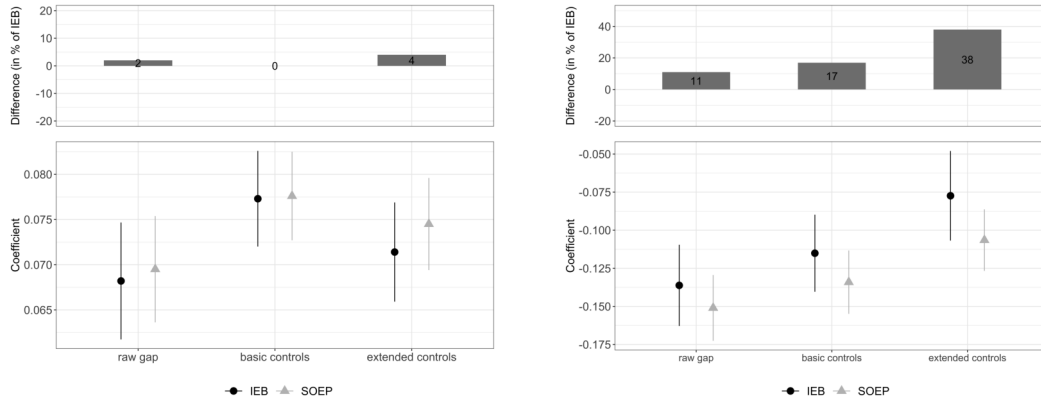 Difference (in % of IEB)
20
10
0
-10
-20
2
0
4
Coefficient
0.080
0.075
0.070
0.065
raw gap
basic controls
extended controls
IEB
SOEP
Difference (in % of IEB)
40
20
0
-20
11
17
38
Coefficient
-0.050
-0.075
-0.100
-0.125
-0.150
-0.175
raw gap
basic controls
extended controls
IEB
SOEP